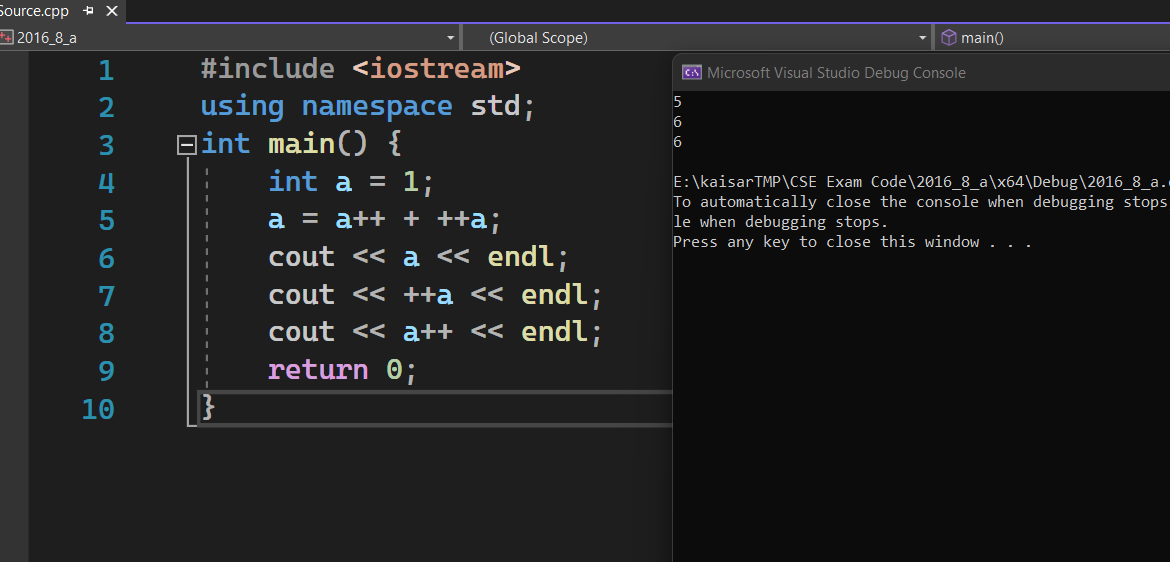 Source.cpp
2016_8_a (Global Scope) main()
1 #include <iostream>
2 using namespace std;
3 int main() {
4 int a = 1;
5 a = a++ + ++a;
6 cout << a << endl;
7 cout << ++a << endl;
8 cout << a++ << endl;
9 return 0;
10 }
Microsoft Visual Studio Debug Console
5
6
6
E:\kaisarTMP\CSE Exam Code\2016_8_a\x64\Debug\2016_8_a.
To automatically close the console when debugging stops
le when debugging stops.
Press any key to close this window . . .